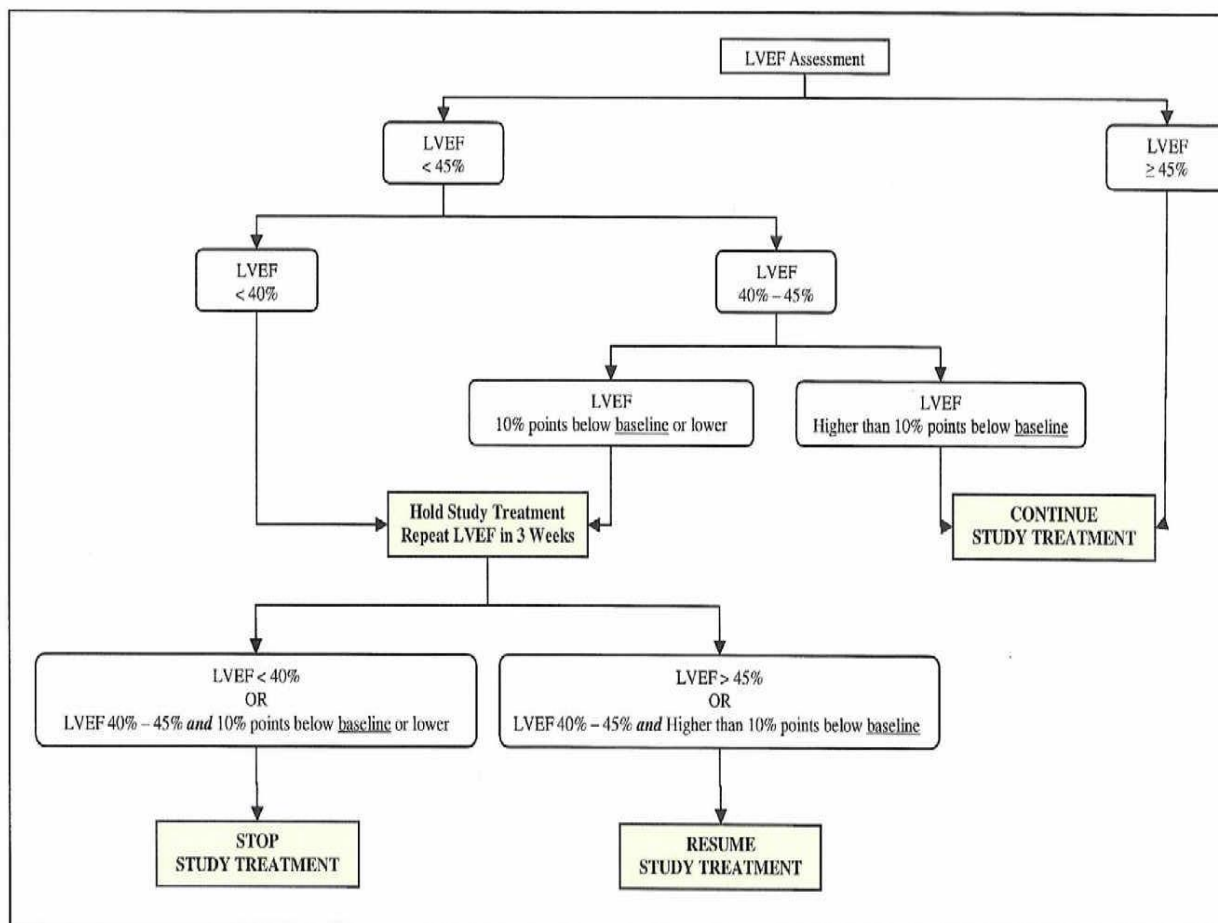 LVEF Assessment
LVEF
< 45%
LVEF
≥ 45%
LVEF
< 40%
LVEF
40% – 45%
LVEF
10% points below baseline or lower
LVEF
Higher than 10% points below baseline
Hold Study Treatment
Repeat LVEF in 3 Weeks
CONTINUE
STUDY TREATMENT
LVEF < 40%
OR
LVEF 40% – 45% and 10% points below baseline or lower
LVEF > 45%
OR
LVEF 40% – 45% and Higher than 10% points below baseline
STOP
STUDY TREATMENT
RESUME
STUDY TREATMENT